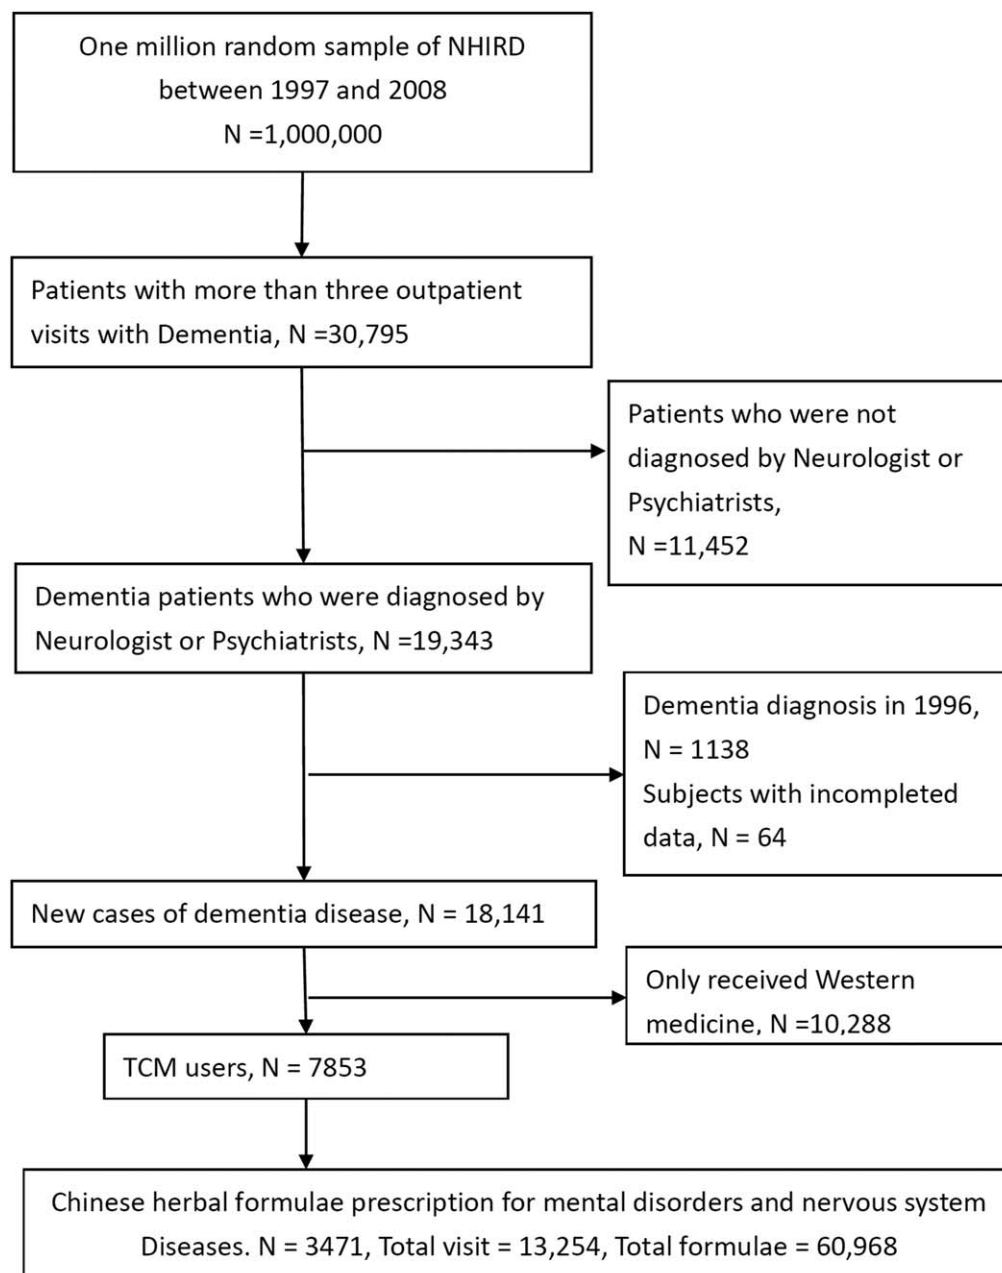 One million random sample of NHIRD
between 1997 and 2008
N =1,000,000
Patients with more than three outpatient
visits with Dementia, N =30,795
Patients who were not
diagnosed by Neurologist or
Psychiatrists,
N =11,452
Dementia patients who were diagnosed by
Neurologist or Psychiatrists, N =19,343
Dementia diagnosis in 1996,
N = 1138
Subjects with incompleted
data, N = 64
New cases of dementia disease, N = 18,141
Only received Western
medicine, N =10,288
TCM users, N = 7853
Chinese herbal formulae prescription for mental disorders and nervous system
Diseases. N = 3471, Total visit = 13,254, Total formulae = 60,968